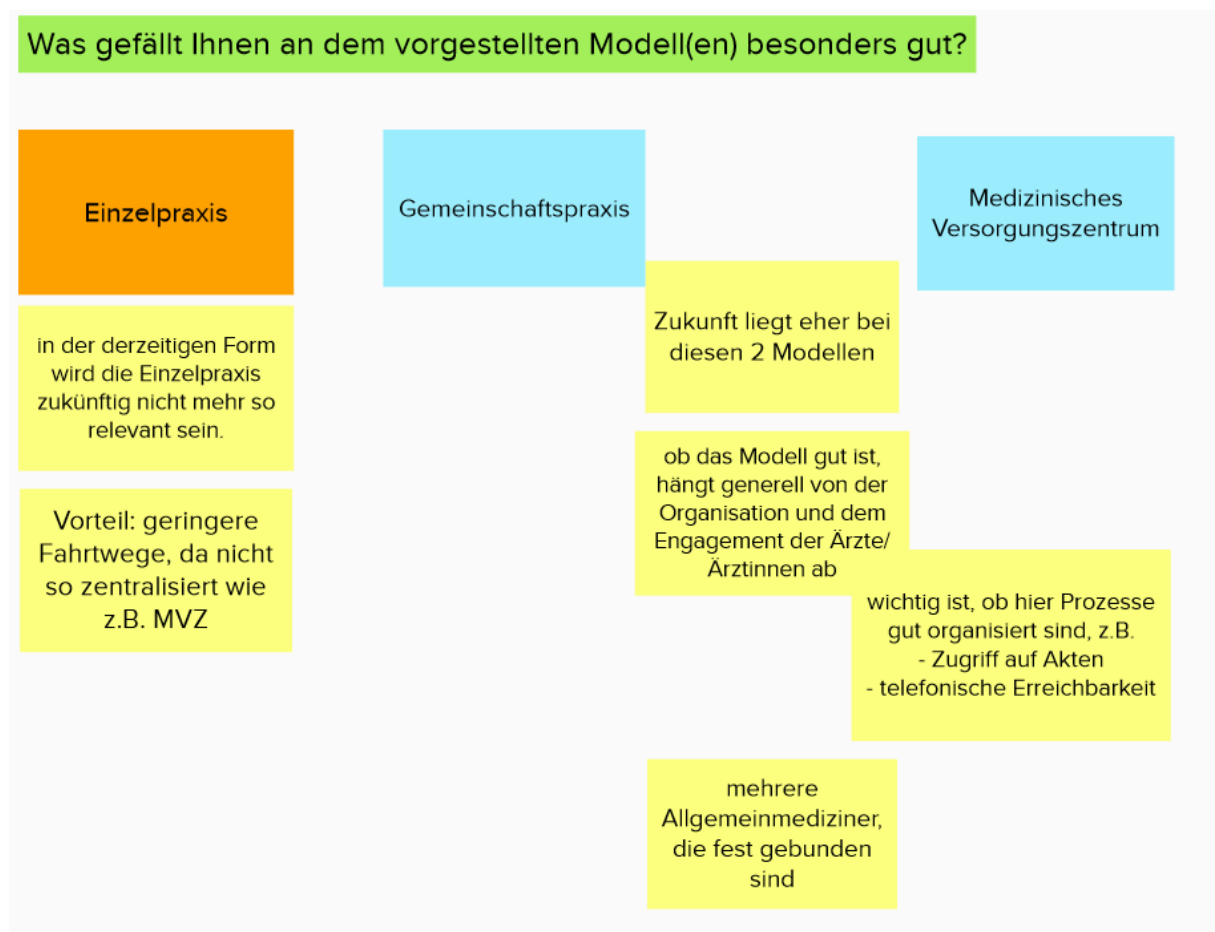 Was gefällt Ihnen an dem vorgestellten Modell(en) besonders gut?
Einzelpraxis
Gemeinschaftspraxis
Medizinisches
Versorgungszentrum
in der derzeitigen Form
wird die Einzelpraxis
zukünftig nicht mehr so
relevant sein.
Vorteil: geringere
Fahrtwege, da nicht
so zentralisiert wie
z.B. MVZ
Zukunft liegt eher bei
diesen 2 Modellen
ob das Modell gut ist,
hängt generell von der
Organisation und dem
Engagement der Ärzte/
Ärztinnen ab
wichtig ist, ob hier Prozesse
gut organisiert sind, z.B.
- Zugriff auf Akten
- telefonische Erreichbarkeit
mehrere
Allgemeinmediziner,
die fest gebunden
sind